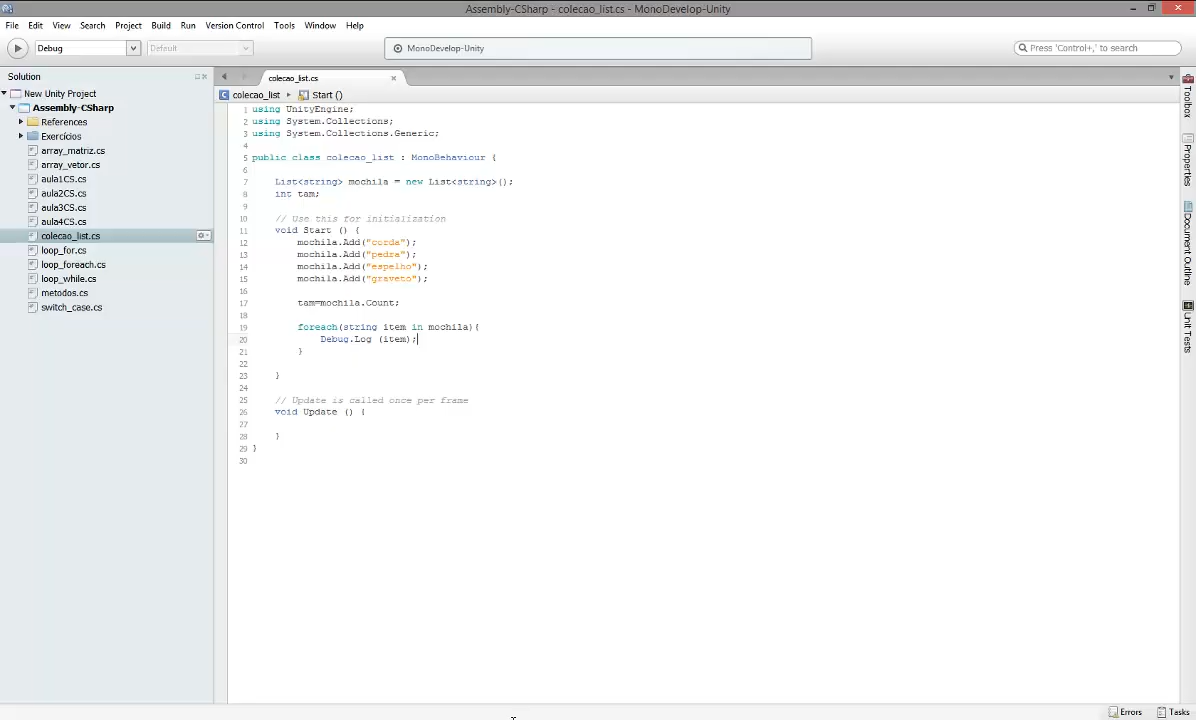 Assembly-CSharp - colecao_list.cs - MonoDevelop-Unity
File Edit View Search Project Build Run Version Control Tools Window Help
Debug Default MonoDevelop-Unity Press 'Control+,' to search
Solution
New Unity Project
Assembly-CSharp
References
Exercícios
array_matriz.cs
array_vetor.cs
aula1CS.cs
aula2CS.cs
aula3CS.cs
aula4CS.cs
colecao_list.cs
loop_for.cs
loop_foreach.cs
loop_while.cs
metodos.cs
switch_case.cs
colecao_list.cs
colecao_list Start ()
1 using UnityEngine;
2 using System.Collections;
3 using System.Collections.Generic;
4
5 public class colecao_list : MonoBehaviour {
6
7 List<string> mochila = new List<string>();
8 int tam;
9
10 // Use this for initialization
11 void Start () {
12 mochila.Add("corda");
13 mochila.Add("pedra");
14 mochila.Add("espelho");
15 mochila.Add("graveto");
16
17 tam=mochila.Count;
18
19 foreach(string item in mochila){
20 Debug.Log (item);
21 }
22
23 }
24
25 // Update is called once per frame
26 void Update () {
27
28 }
29 }
30
Toolbox
Properties
Document Outline
Unit Tests
Errors Tasks